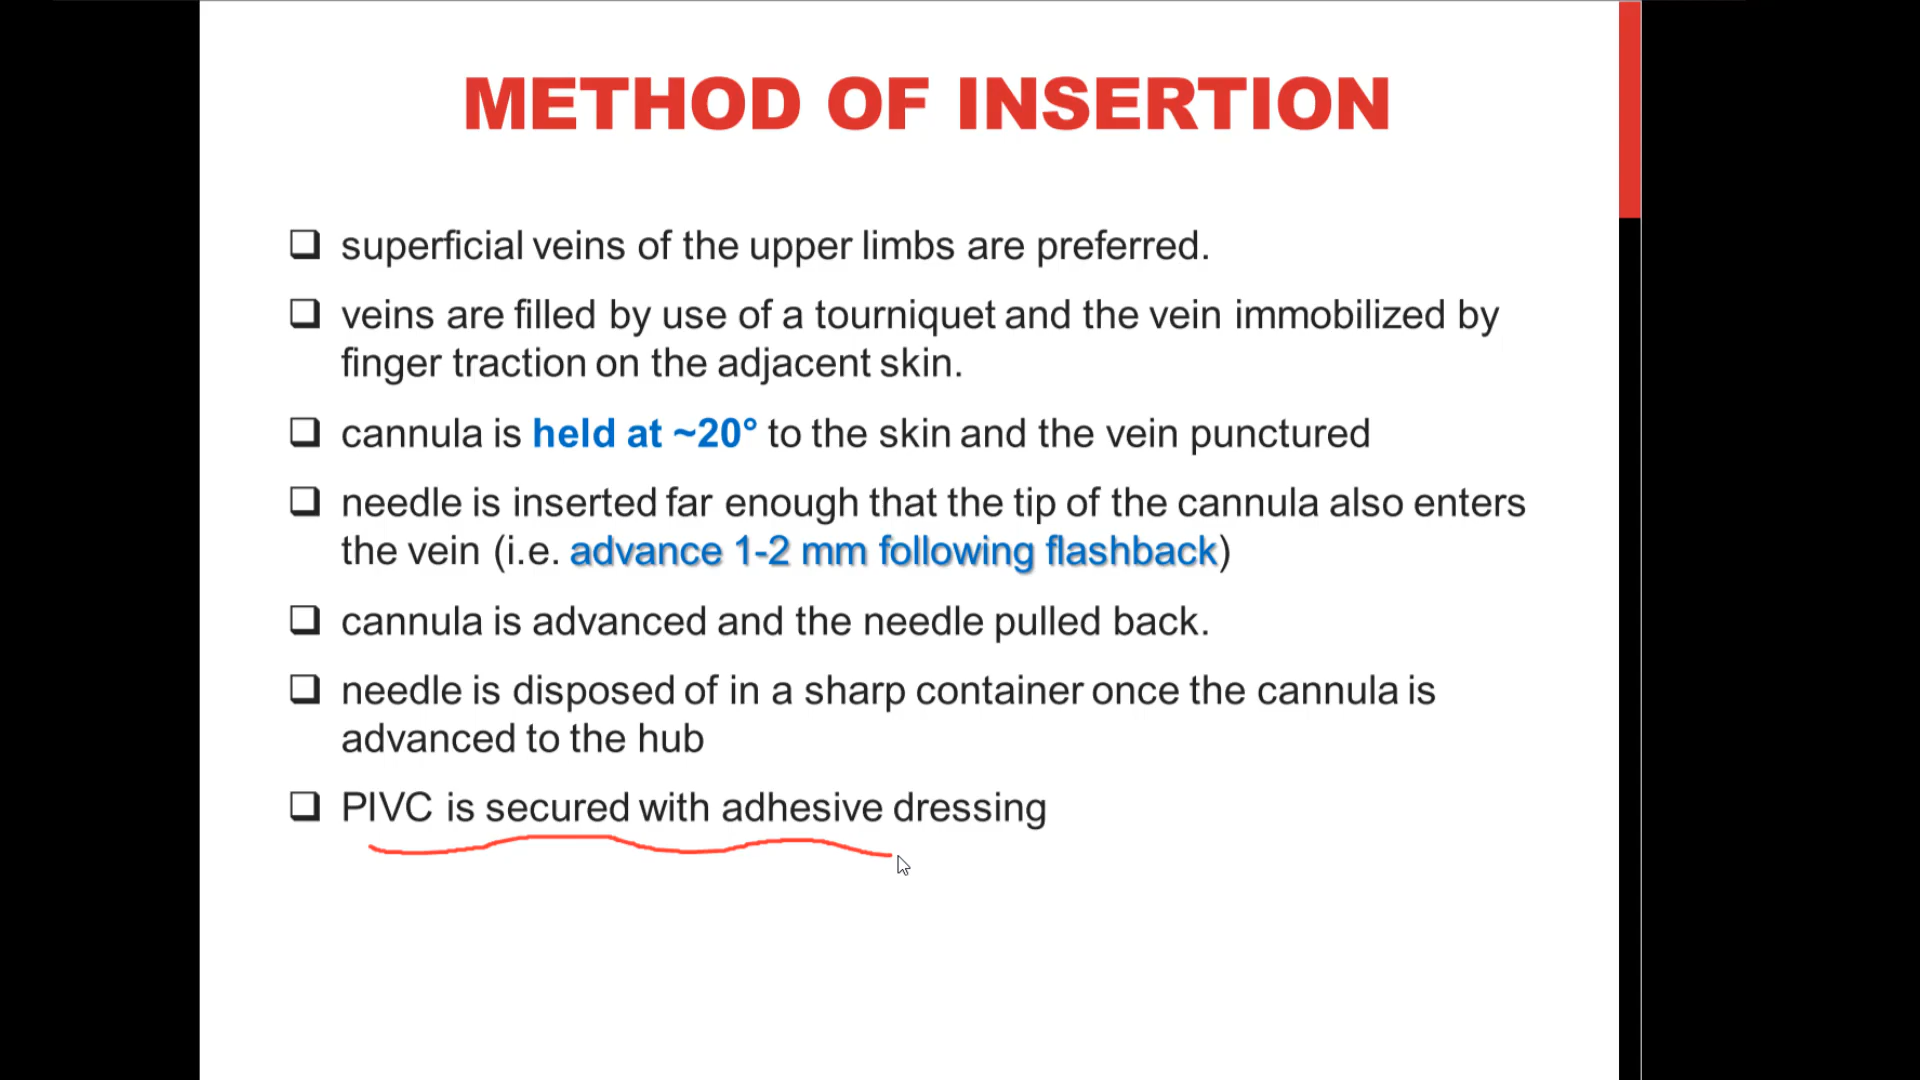 METHOD OF INSERTION
superficial veins of the upper limbs are preferred.
veins are filled by use of a tourniquet and the vein immobilized by
finger traction on the adjacent skin.
cannula is held at ~20° to the skin and the vein punctured
needle is inserted far enough that the tip of the cannula also enters
the vein (i.e. advance 1-2 mm following flashback)
cannula is advanced and the needle pulled back.
needle is disposed of in a sharp container once the cannula is
advanced to the hub
PIVC is secured with adhesive dressing